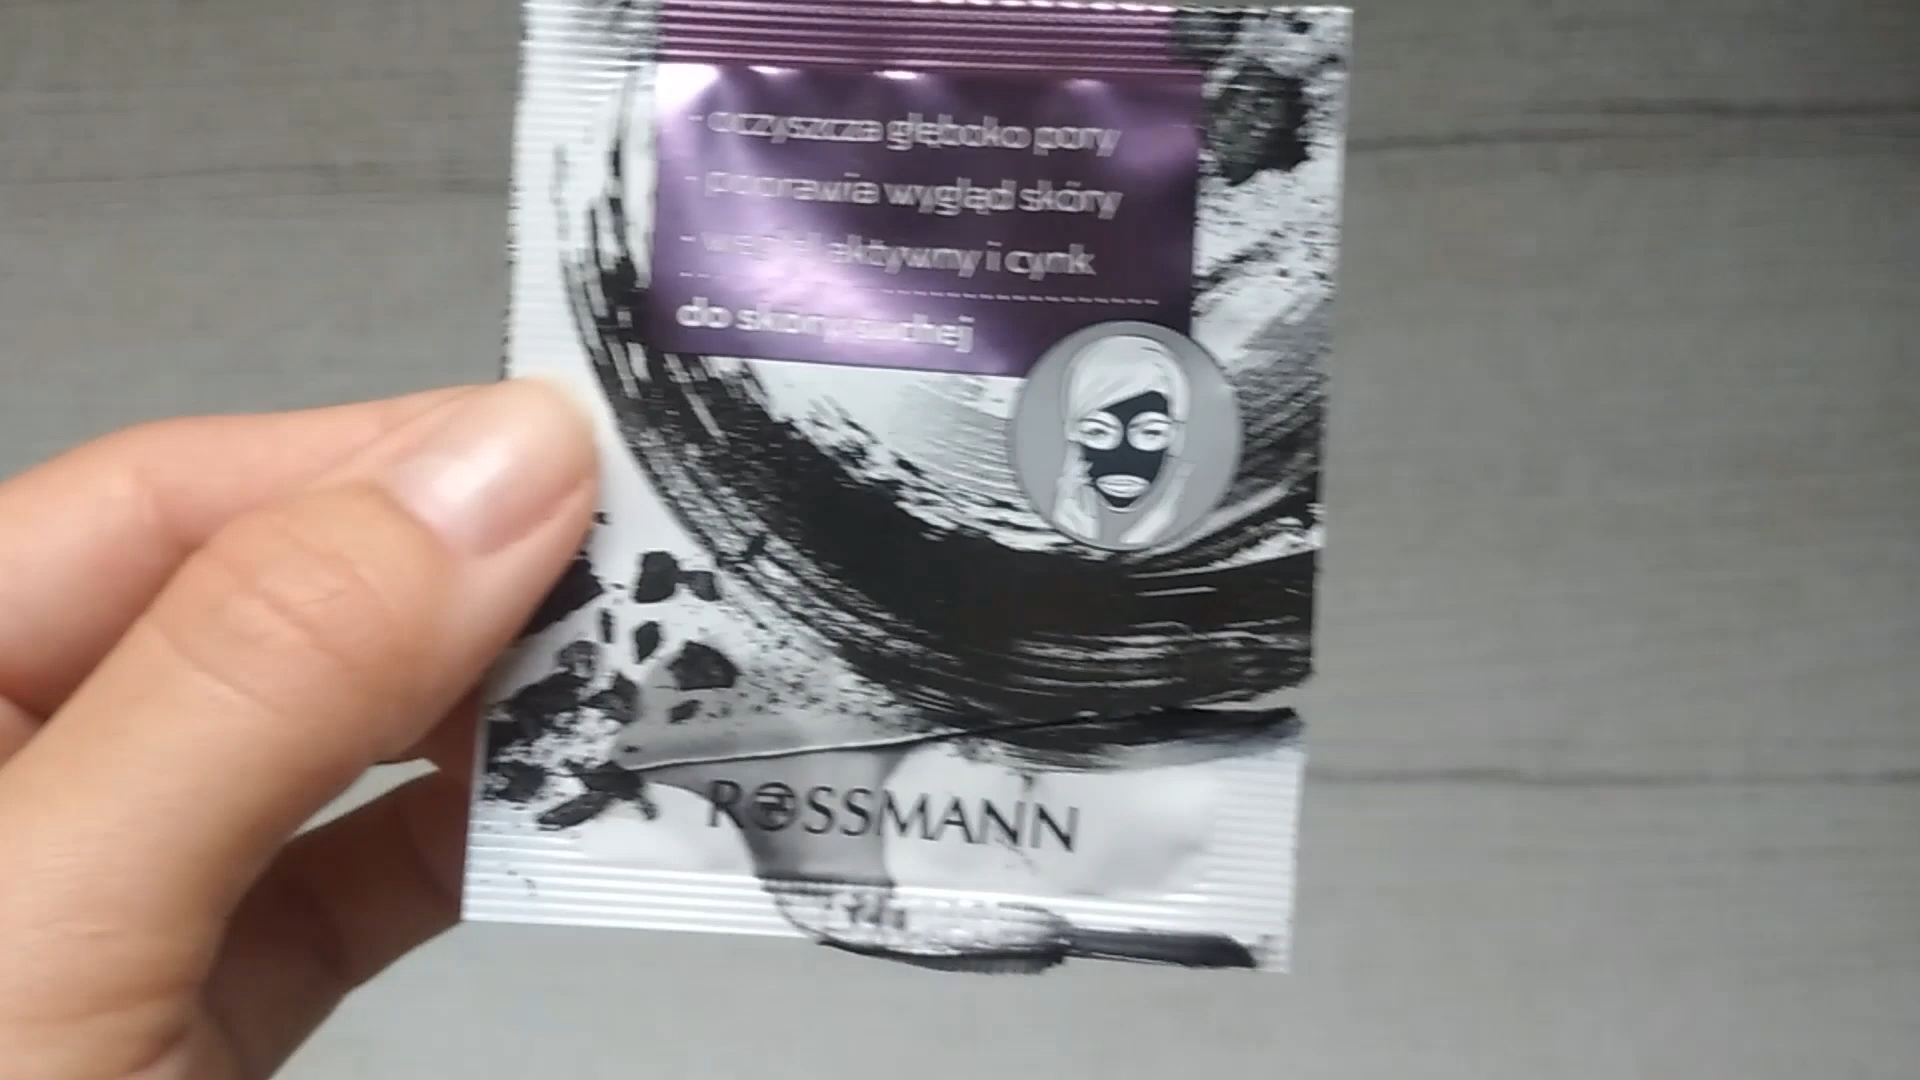 - oczyszcza głęboko pory
- poprawia wygląd skóry
- węgiel aktywny i cynk
do skóry suchej
ROSSMANN